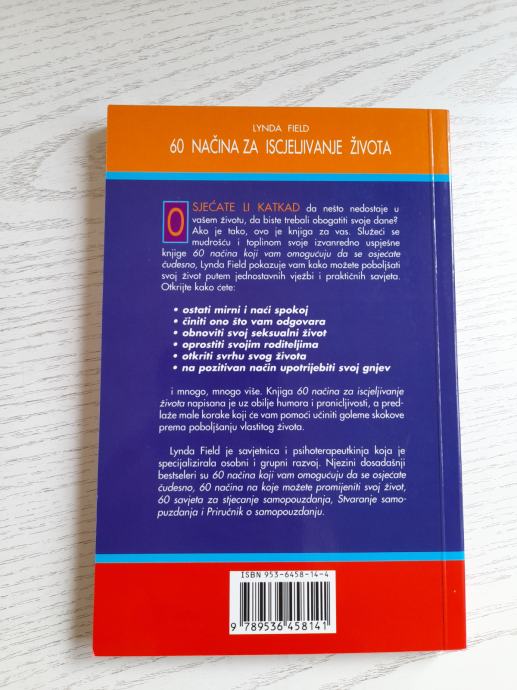 LYNDA FIELD
60 NAČINA ZA ISCJELJIVANJE ŽIVOTA
OSJEĆATE LI KATKAD da nešto nedostaje u
vašem životu, da biste trebali obogatiti svoje dane?
Ako je tako, ovo je knjiga za vas. Služeći se
mudrošću i toplinom svoje izvanredno uspješne
knjige 60 načina koji vam omogućuju da se osjećate
čudesno, Lynda Field pokazuje vam kako možete poboljšati
svoj život putem jednostavnih vježbi i praktičnih savjeta.
Otkrijte kako ćete:
• ostati mirni i naći spokoj
• činiti ono što vam odgovara
• obnoviti svoj seksualni život
• oprostiti svojim roditeljima
• otkriti svrhu svog života
• na pozitivan način upotrijebiti svoj gnjev
i mnogo, mnogo više. Knjiga 60 načina za iscjeljivanje
života napisana je uz obilje humora i pronicljivosti, a pred-
laže male korake koji će vam pomoći učiniti goleme skokove
prema poboljšanju vlastitog života.
Lynda Field je savjetnica i psihoterapeutkinja koja je
specijalizirala osobni i grupni razvoj. Njezini dosadašnji
bestseleri su 60 načina koji vam omogućuju da se osjećate
čudesno, 60 načina na koje možete promijeniti svoj život,
60 savjeta za stjecanje samopouzdanja, Stvaranje samo-
puzdanja i Priručnik o samopouzdanju.
ISBN 953-6458-14-4
9 789536 458141